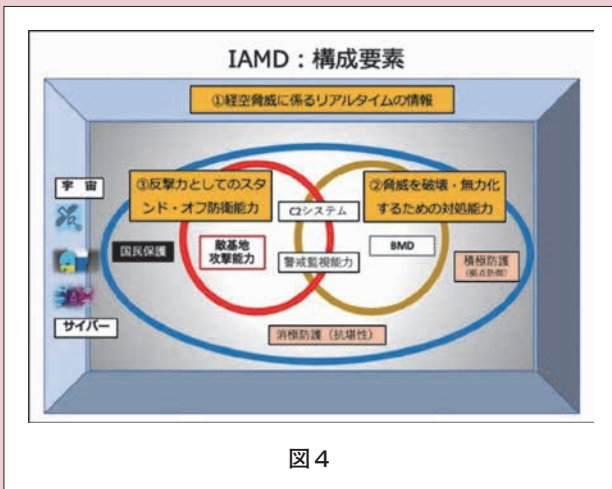 IAMD：構成要素
①経空脅威に係るリアルタイムの情報
宇宙
③反撃力としてのスタ
ンド・オフ防衛能力
②脅威を破壊・無力化
するための対処能力
C2システム
国民保護
敵基地
攻撃能力
警戒監視能力
BMD
積極防護
(拠点防御)
サイバー
消極防護（抗堪性）
図４